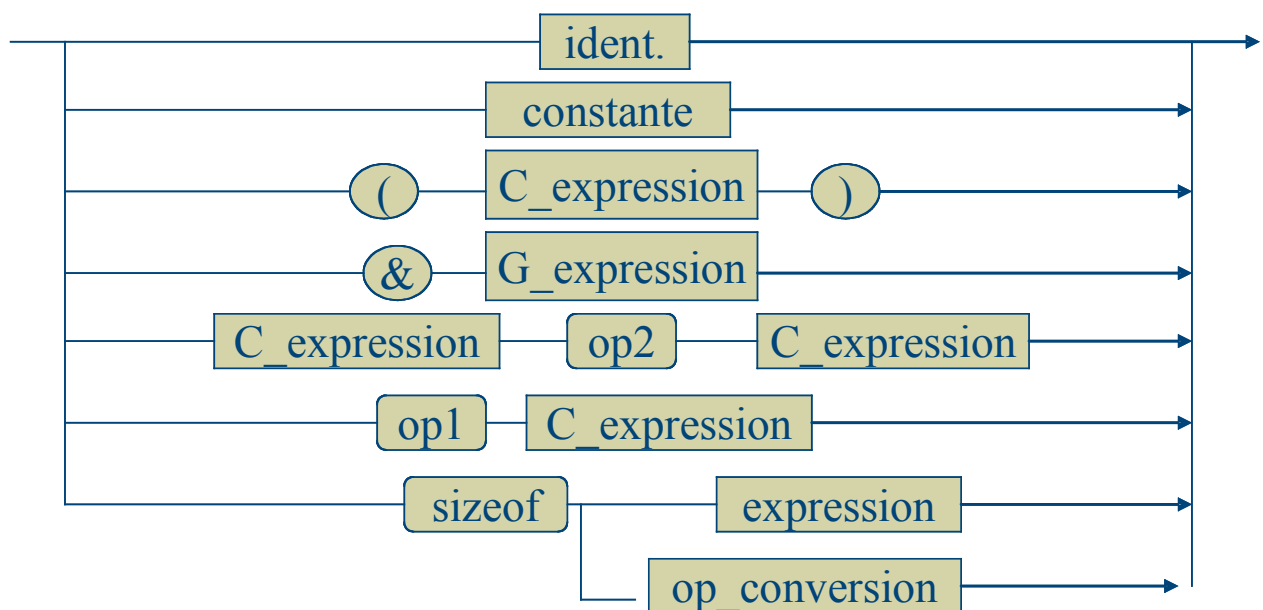 ident.
constante
( C_expression )
& G_expression
C_expression op2 C_expression
op1 C_expression
sizeof expression
op_conversion